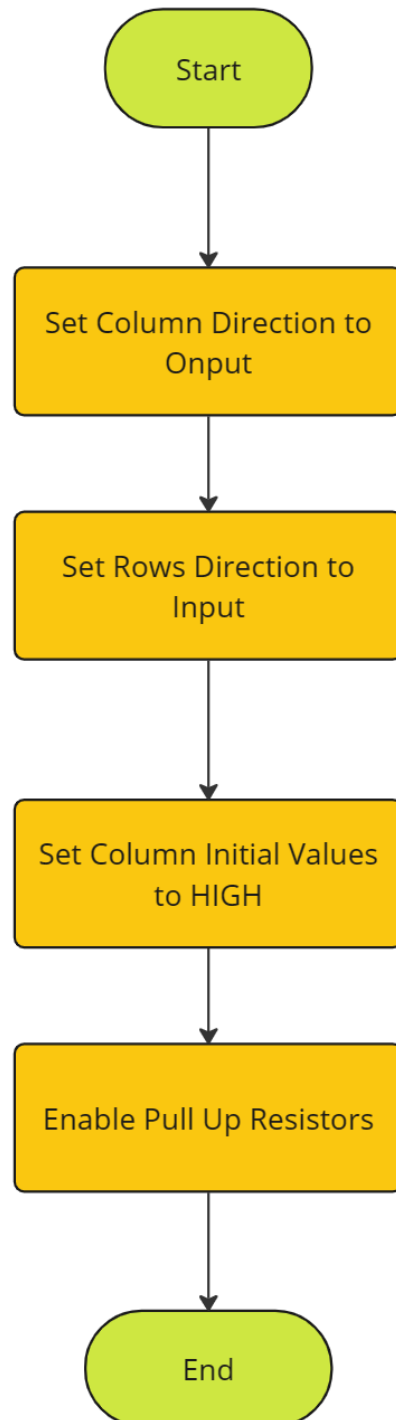 Start
Set Column Direction to
Onput
Set Rows Direction to
Input
Set Column Initial Values
to HIGH
Enable Pull Up Resistors
End